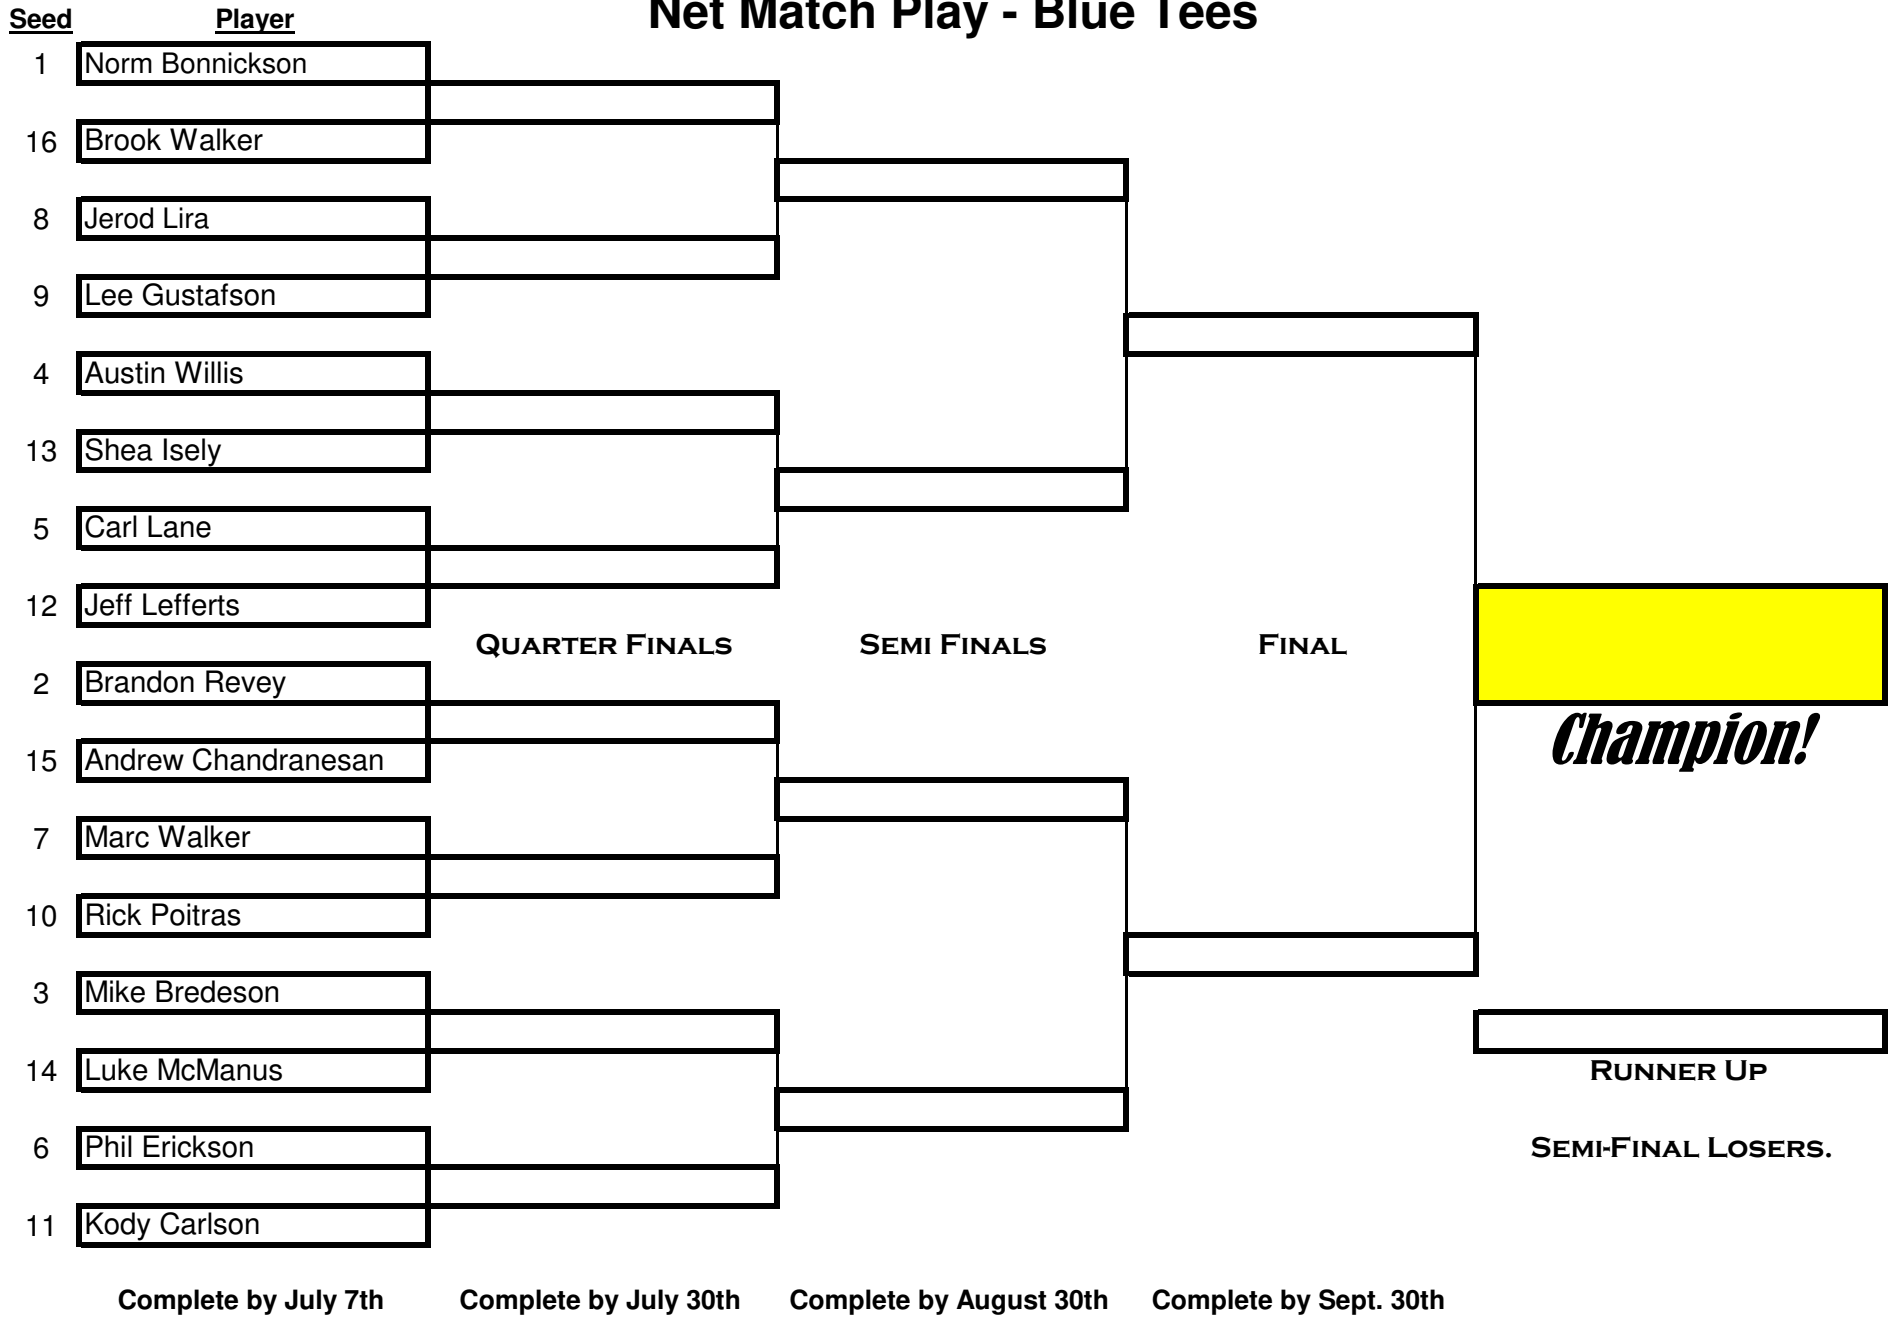 Net Match Play - Blue Tees
Seed Player
1 Norm Bonnickson
16 Brook Walker
8 Jerod Lira
9 Lee Gustafson
4 Austin Willis
13 Shea Isely
5 Carl Lane
12 Jeff Lefferts
QUARTER FINALS SEMI FINALS FINAL
2 Brandon Revey
Champion!
15 Andrew Chandranesan
7 Marc Walker
10 Rick Poitras
3 Mike Bredeson
14 Luke McManus
RUNNER UP
6 Phil Erickson
SEMI-FINAL LOSERS.
11 Kody Carlson
Complete by July 7th Complete by July 30th Complete by August 30th Complete by Sept. 30th